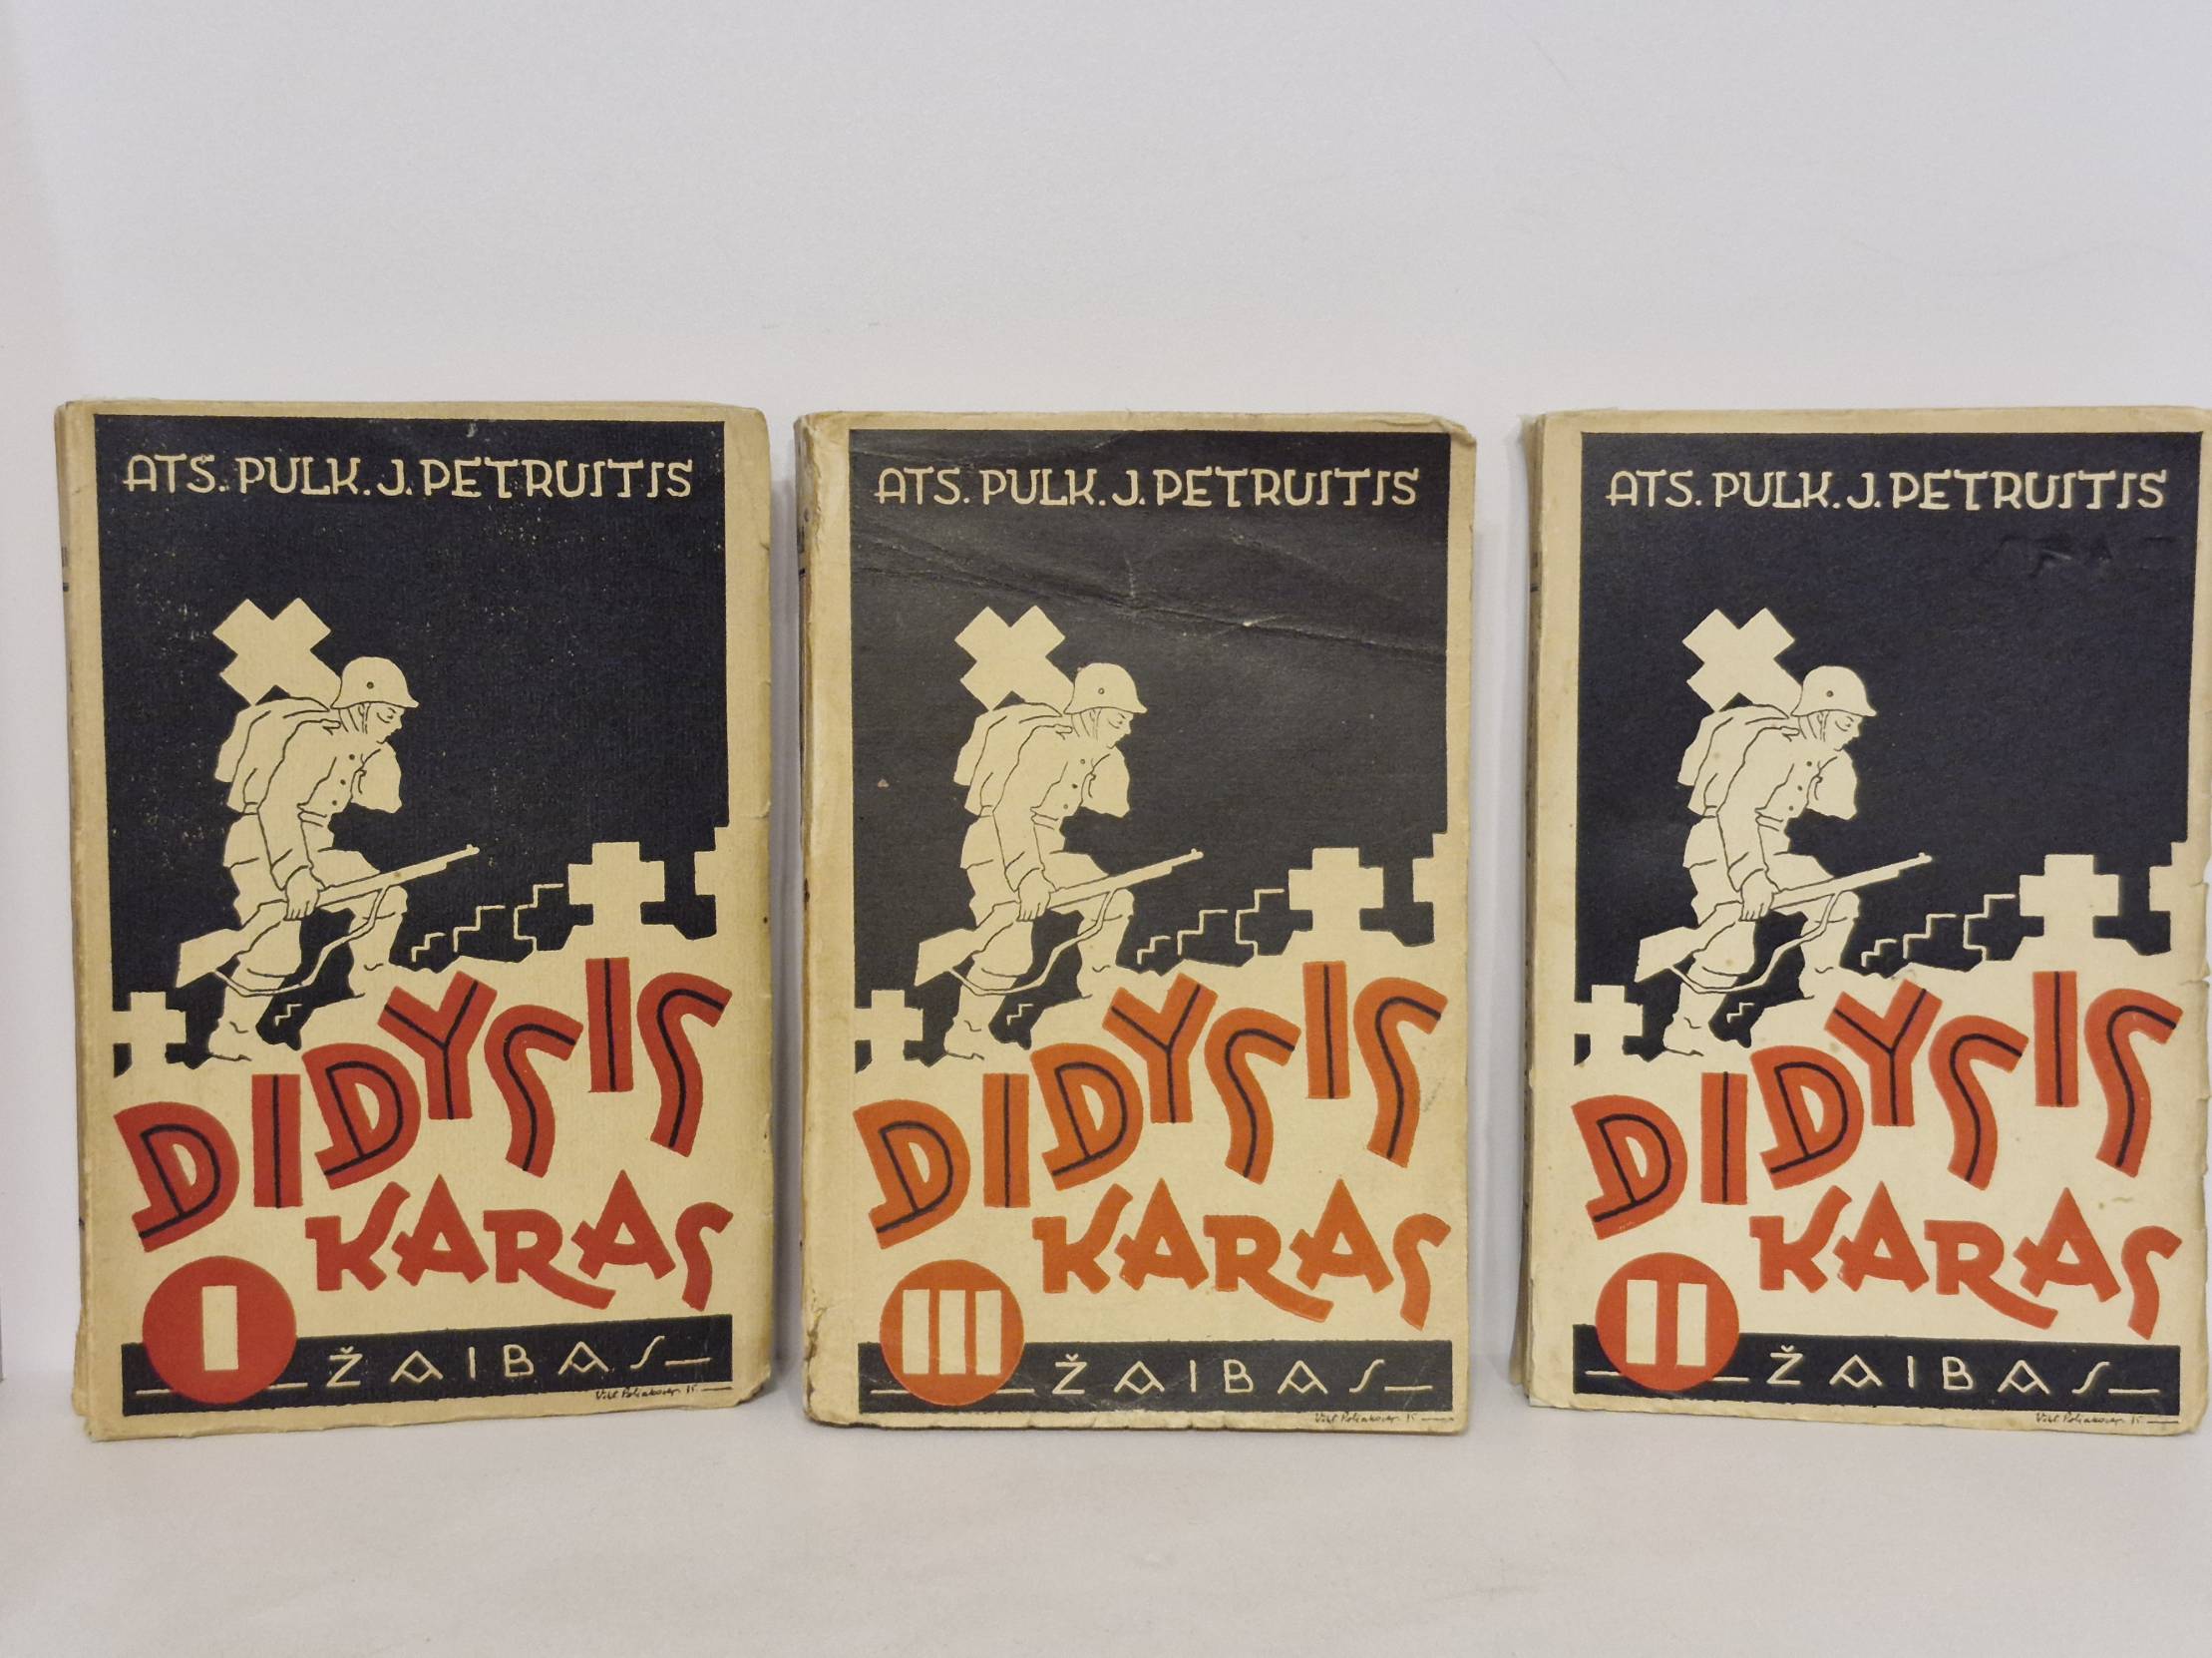 ATS. PULK. J. PETRUITIS
DIDYSIS
KARAS
I
ŽAIBAS
ATS. PULK. J. PETRUITIS
DIDYSIS
KARAS
III
ŽAIBAS
ATS. PULK. J. PETRUITIS
DIDYSIS
KARAS
II
ŽAIBAS